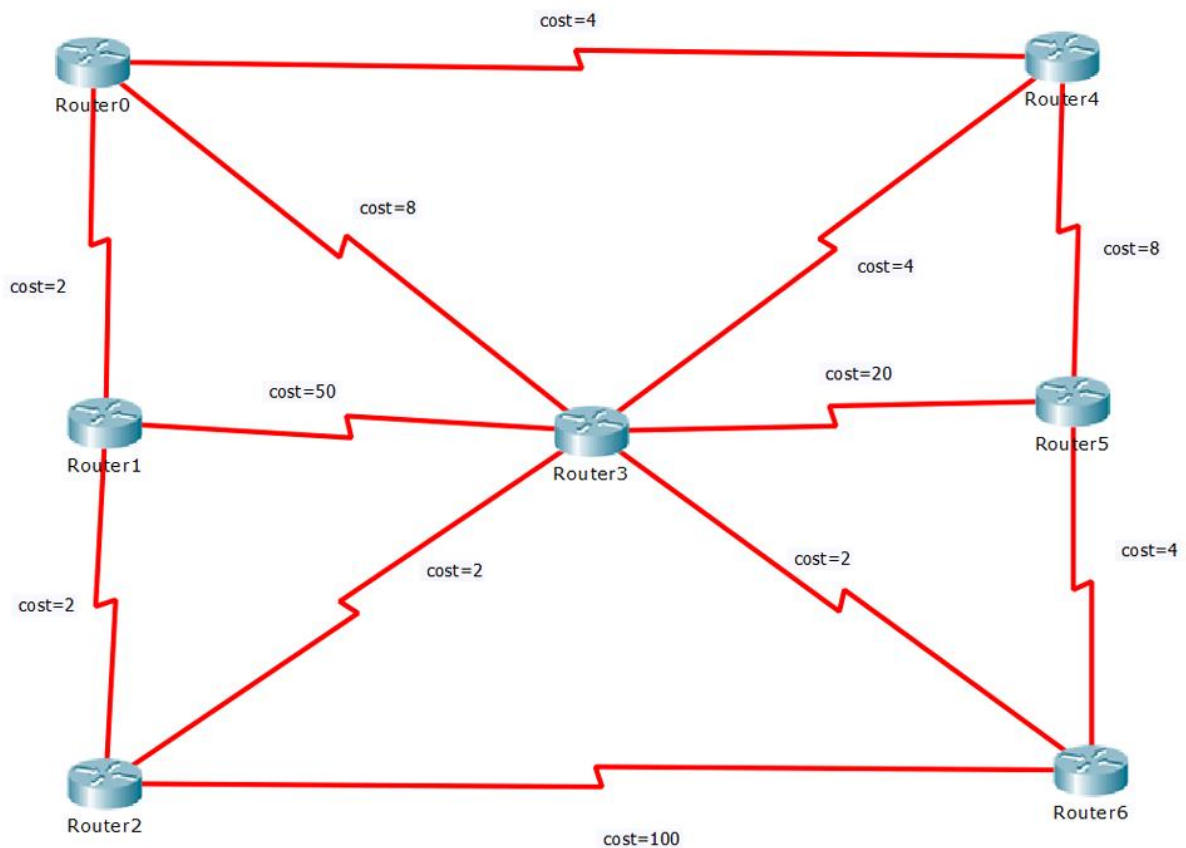 cost=4
Router0
Router4
cost=8
cost=8
cost=4
cost=2
cost=20
cost=50
Router1
Router3
Router5
cost=2
cost=2
cost=4
cost=2
Router2
Router6
cost=100